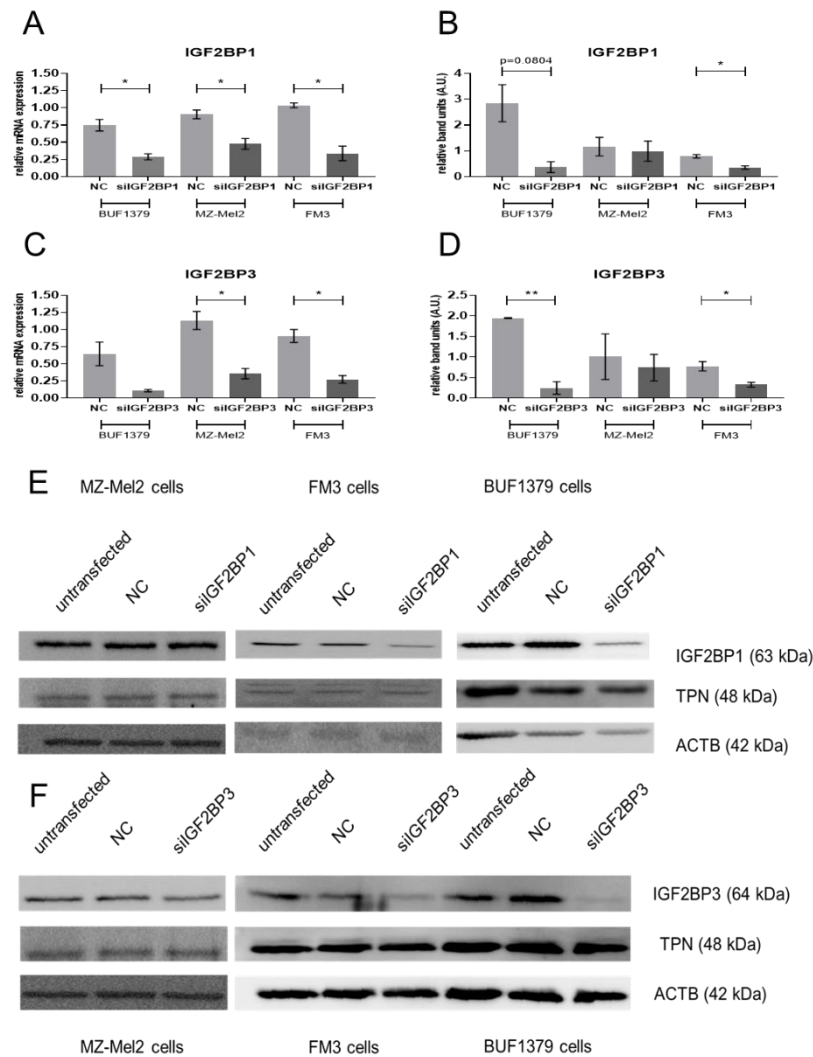 A
IGF2BP1
relative mRNA expression
1.50
1.25
1.00
0.75
0.50
0.25
*
*
*
NC siIGF2BP1 NC siIGF2BP1 NC siIGF2BP1
BUF1379 MZ-Mel2 FM3
B
IGF2BP1
relative band units (A.U.)
4
3
2
1
0
p=0.0804
*
NC siIGF2BP1 NC siIGF2BP1 NC siIGF2BP1
BUF1379 MZ-Mel2 FM3
C
IGF2BP3
relative mRNA expression
1.50
1.25
1.00
0.75
0.50
0.25
0.00
*
*
NC siIGF2BP3 NC siIGF2BP3 NC siIGF2BP3
BUF1379 MZ-Mel2 FM3
D
IGF2BP3
relative band units (A.U.)
2.5
2.0
1.5
1.0
0.5
0.0
**
*
NC siIGF2BP3 NC siIGF2BP3 NC siIGF2BP3
BUF1379 MZ-Mel2 FM3
E
MZ-Mel2 cells FM3 cells BUF1379 cells
untransfected NC siIGF2BP1 untransfected NC siIGF2BP1 untransfected NC siIGF2BP1
IGF2BP1 (63 kDa)
TPN (48 kDa)
ACTB (42 kDa)
F
untransfected NC siIGF2BP3 untransfected NC siIGF2BP3 untransfected NC siIGF2BP3
IGF2BP3 (64 kDa)
TPN (48 kDa)
ACTB (42 kDa)
MZ-Mel2 cells FM3 cells BUF1379 cells